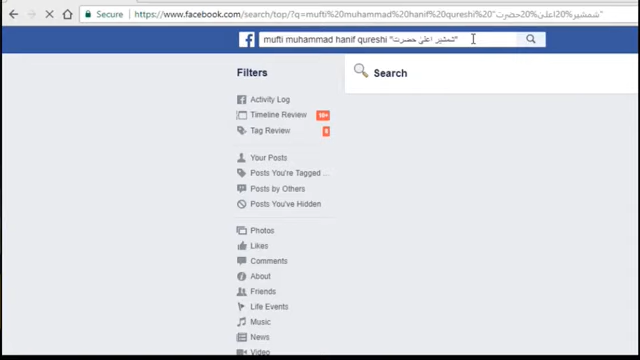 Secure https://www.facebook.com/search/top/?q=mufti%20muhammad%20hanif%20qureshi%20"شمشیر%20اعلیٰ%20حضرت"
mufti muhammad hanif qureshi "شمشیر اعلیٰ حضرت"
Filters
Search
Activity Log
Timeline Review 10+
Tag Review 8
Your Posts
Posts You're Tagged ...
Posts by Others
Posts You've Hidden
Photos
Likes
Comments
About
Friends
Life Events
Music
News
Video